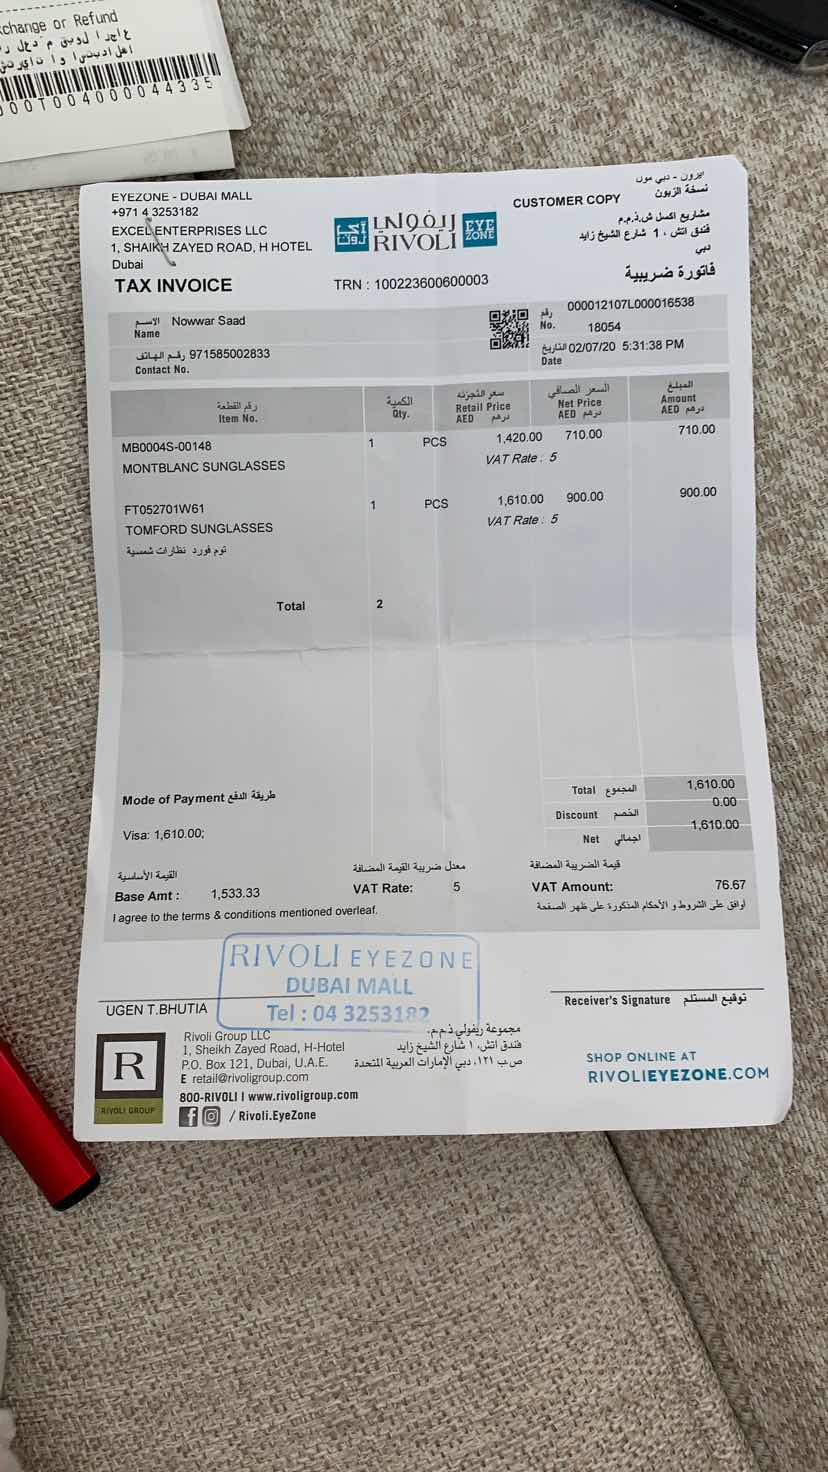 change or Refund
000T004000044335
EYEZONE - DUBAI MALL
+971 4 3253182
EXCEL ENTERPRISES LLC
1, SHAIKH ZAYED ROAD, H HOTEL
Dubai
TAX INVOICE
ريفولي
RIVOLI
EYE ZONE
TRN : 100223600600003
CUSTOMER COPY
ايزون - دبي مول
نسخة الزبون
مشاريع اكسل ش.ذ.م.م
فندق اتش ، 1 شارع الشيخ زايد
دبي
فاتورة ضريبية
الاسم Nowwar Saad
Name
رقم الهاتف 971585002833
Contact No.
رقم 000012107L000016538
No. 18054
التاريخ 02/07/20 5:31:38 PM
Date
رقم القطعة الكمية سعر التجزئه السعر الصافي المبلغ
Item No. Qty. Retail Price Net Price Amount
AED درهم AED درهم AED درهم
MB0004S-00148 1 PCS 1,420.00 710.00 710.00
MONTBLANC SUNGLASSES VAT Rate : 5
FT052701W61 1 PCS 1,610.00 900.00 900.00
TOMFORD SUNGLASSES VAT Rate : 5
توم فورد نظارات شمسية
Total 2
Mode of Payment طريقة الدفع
Visa: 1,610.00;
Total المجموع 1,610.00
Discount الخصم 0.00
Net اجمالي 1,610.00
القيمة الأساسية معدل ضريبة القيمة المضافة قيمة الضريبة المضافة
Base Amt : 1,533.33 VAT Rate: 5 VAT Amount: 76.67
I agree to the terms & conditions mentioned overleaf. أوافق على الشروط و الأحكام المذكورة على ظهر الصفحة
RIVOLI EYEZONE
DUBAI MALL
Tel : 04 3253182
UGEN T.BHUTIA
Receiver's Signature توقيع المستلم
R
RIVOLI GROUP
Rivoli Group LLC
1, Sheikh Zayed Road, H-Hotel
P.O. Box 121, Dubai, U.A.E.
E retail@rivoligroup.com
800-RIVOLI I www.rivoligroup.com
/ Rivoli.EyeZone
مجموعة ريفولي ذ.م.م.
فندق اتش، ١ شارع الشيخ زايد
ص.ب ١٢١، دبي الإمارات العربية المتحدة
SHOP ONLINE AT
RIVOLIEYEZONE.COM